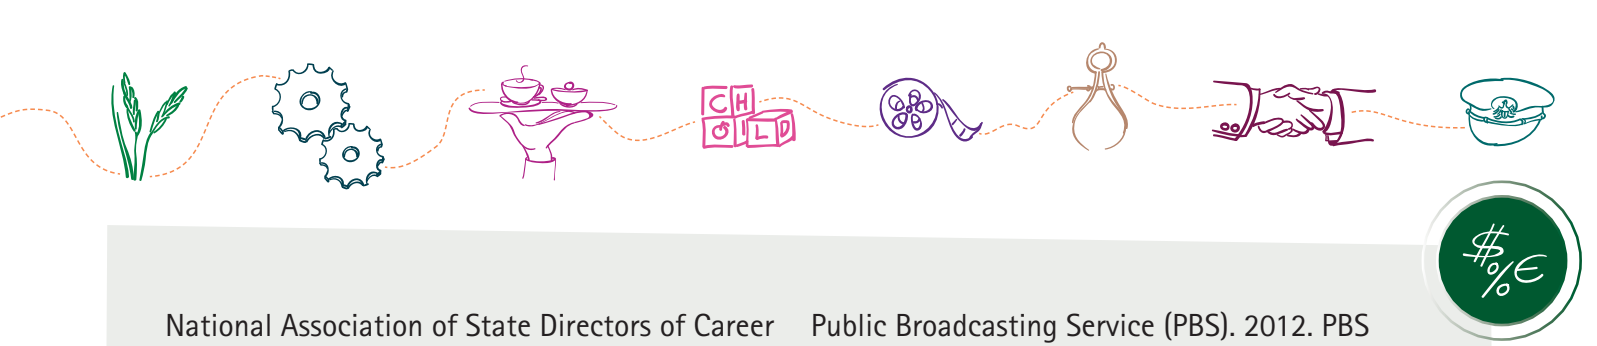 CH
OILD
$%€
National Association of State Directors of Career
Public Broadcasting Service (PBS). 2012. PBS